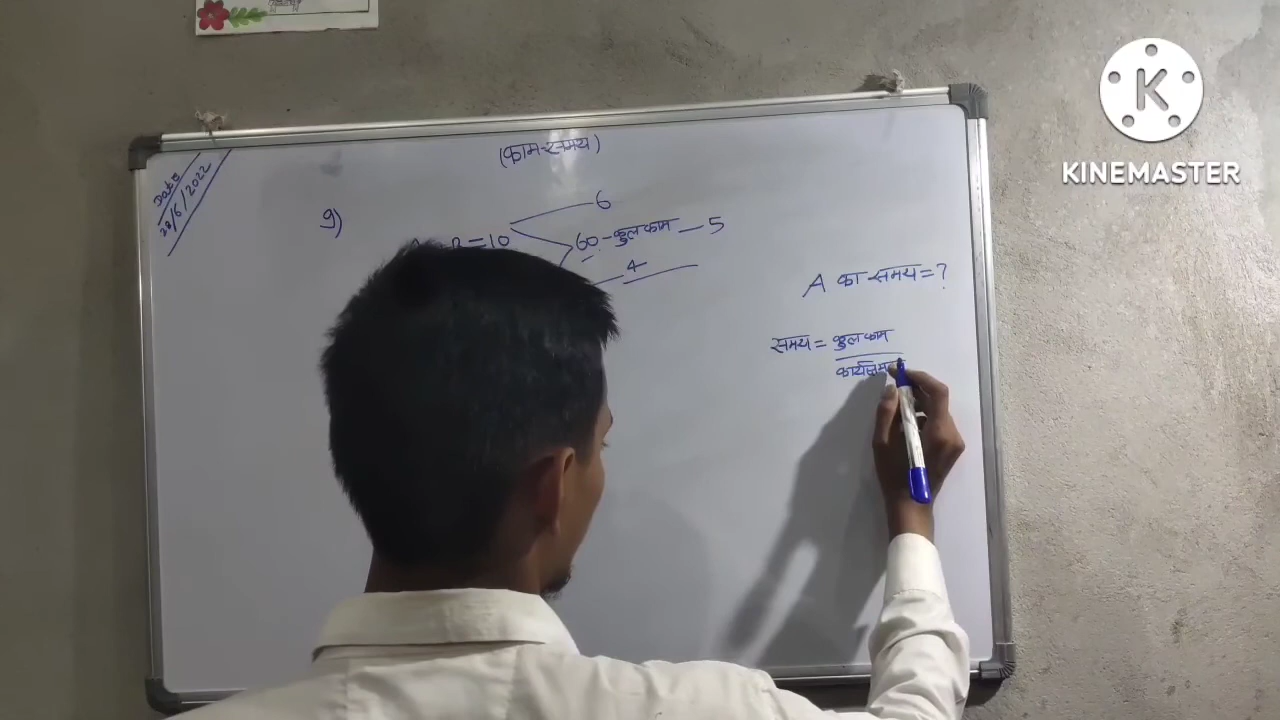 (काम-समय)
Date
28/6/2022
9)
6
B = 10
60 - कुल काम — 5
4
A का समय = ?
समय = कुल काम
कार्यक्षमता
KINEMASTER